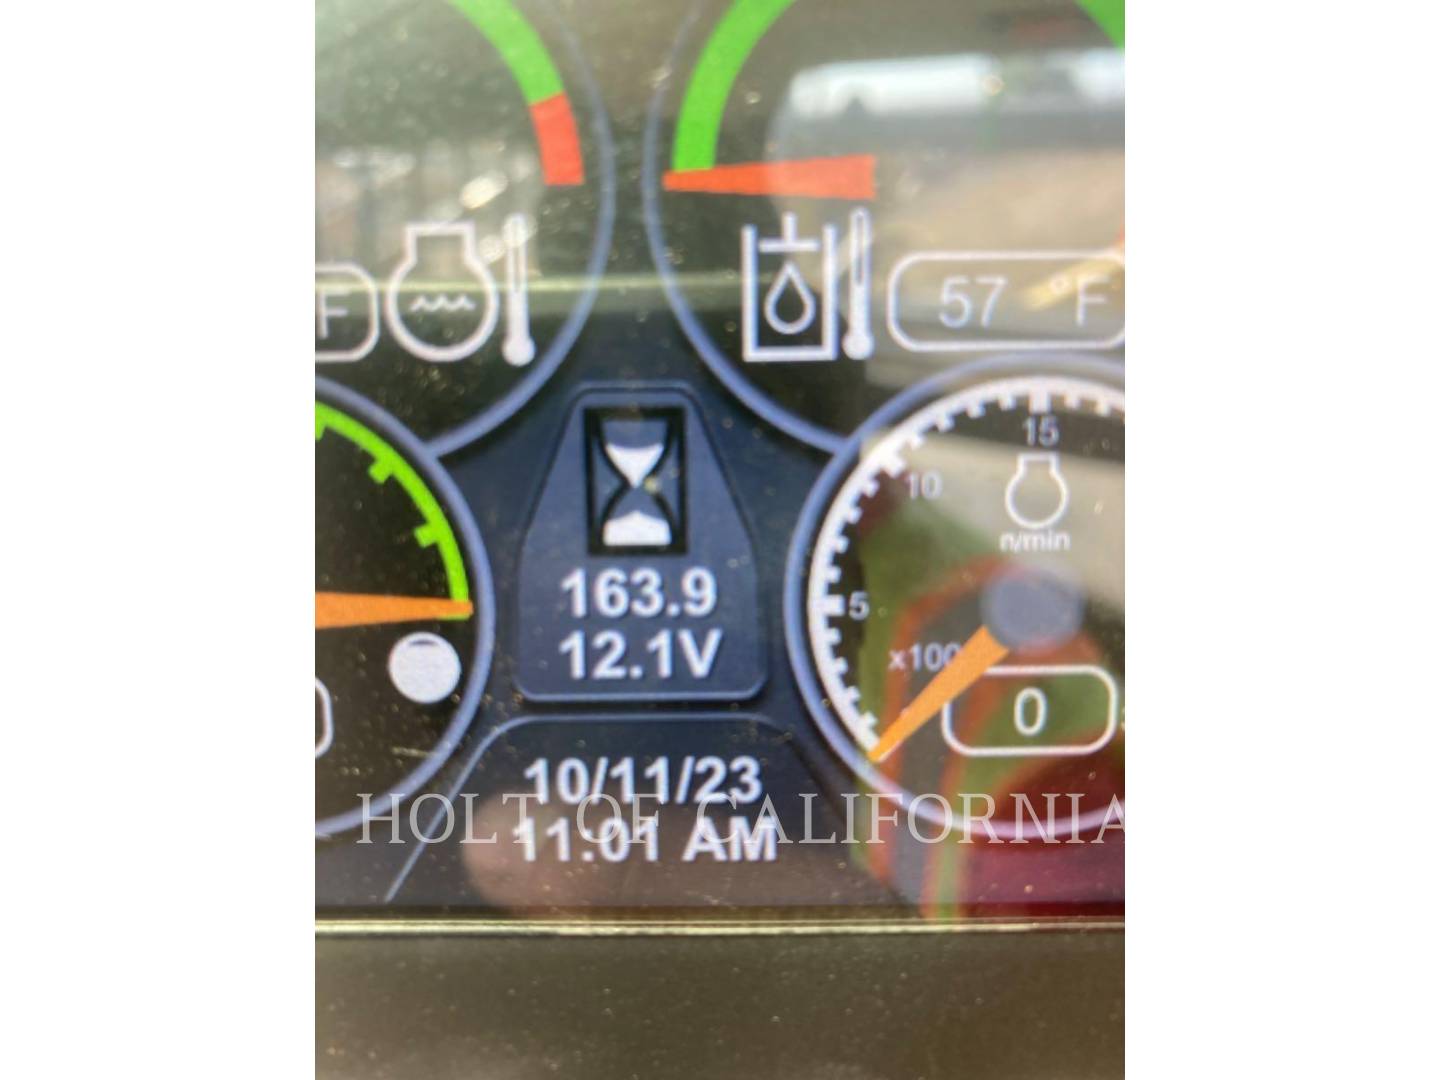 F
57 °F
15
10
n/min
163.9
5
12.1V
x100
0
10/11/23
HOLT OF CALIFORNIA
11:01 AM